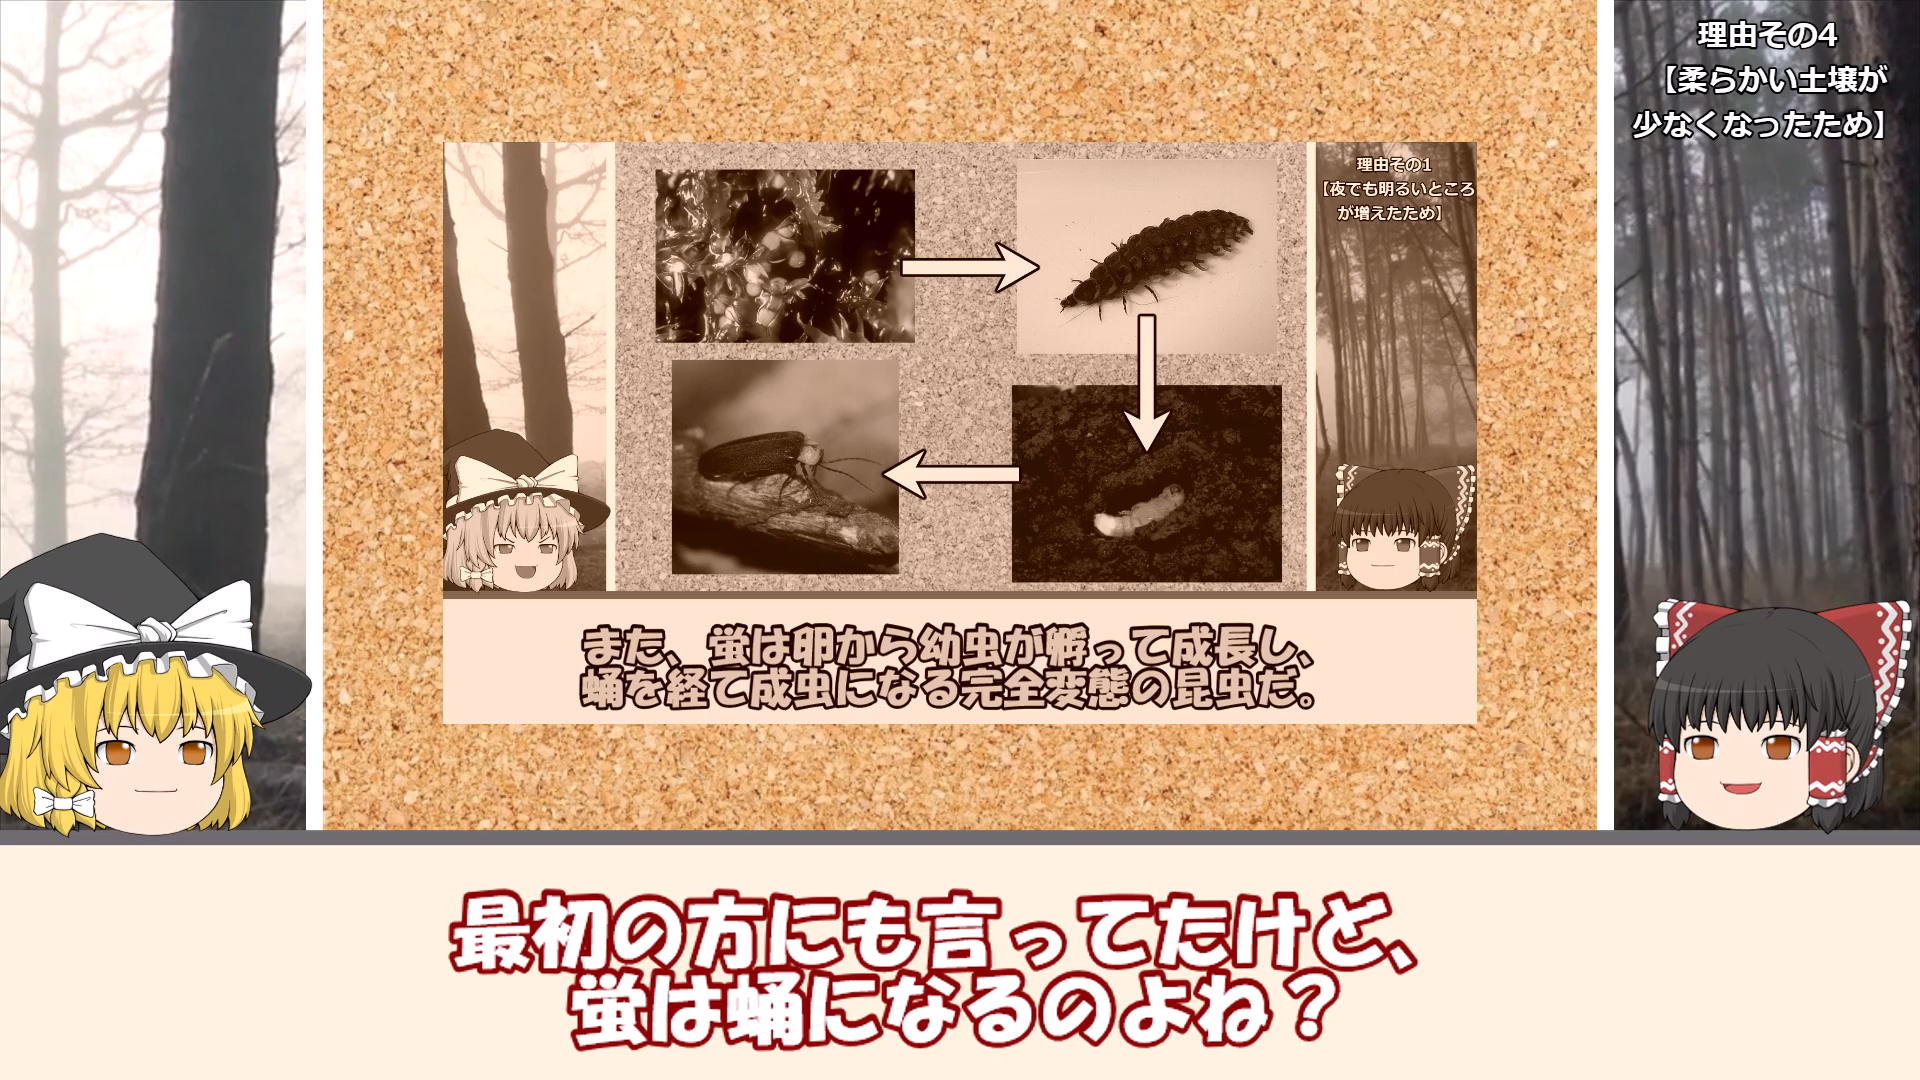 理由その4
【柔らかい土壌が
少なくなったため】
理由その1
【夜でも明るいところ
が増えたため】
また、蛍は卵から幼虫が孵って成長し、
蛹を経て成虫になる完全変態の昆虫だ。
最初の方にも言ってたけど、
蛍は蛹になるのよね？